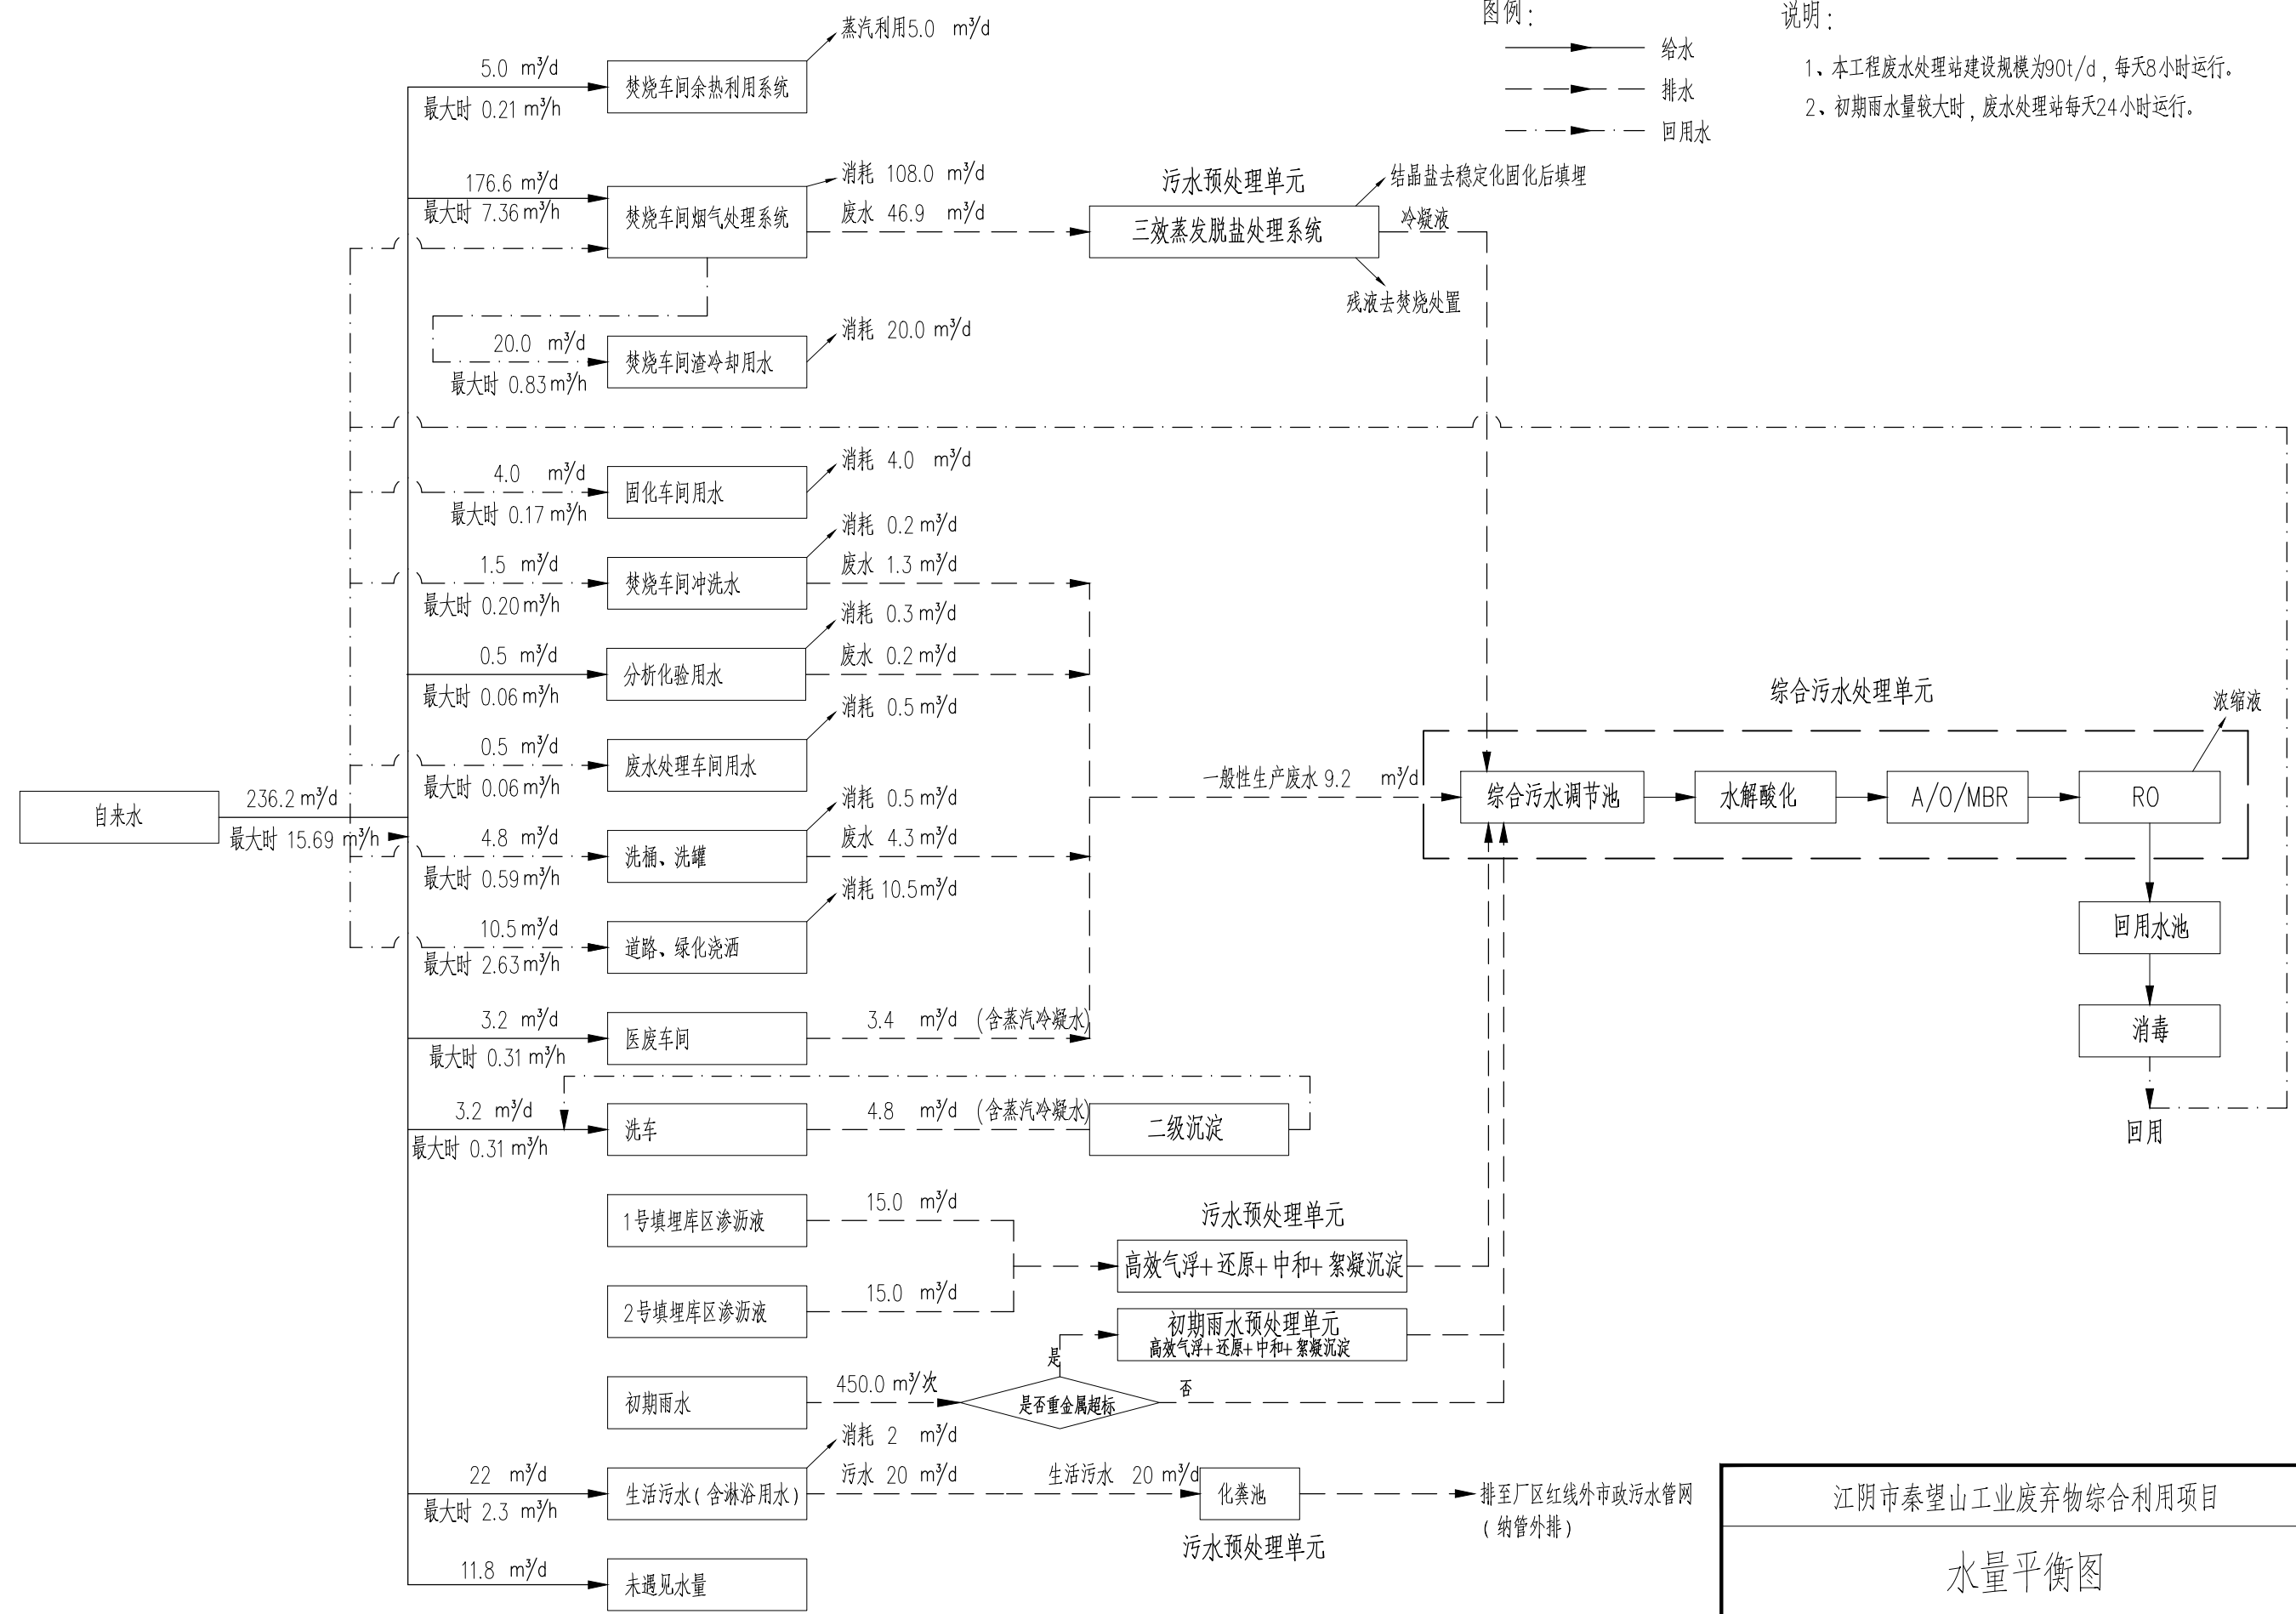 图例：
给水
排水
回用水
说明：
1、本工程废水处理站建设规模为90t/d，每天8小时运行。
2、初期雨水量较大时，废水处理站每天24小时运行。
自来水
236.2 m³/d
最大时 15.69 m³/h
5.0 m³/d
最大时 0.21 m³/h
焚烧车间余热利用系统
蒸汽利用5.0 m³/d
176.6 m³/d
最大时 7.36 m³/h
焚烧车间烟气处理系统
消耗 108.0 m³/d
废水 46.9 m³/d
污水预处理单元
三效蒸发脱盐处理系统
结晶盐去稳定化固化后填埋
冷凝液
残液去焚烧处置
20.0 m³/d
最大时 0.83 m³/h
焚烧车间渣冷却用水
消耗 20.0 m³/d
4.0 m³/d
最大时 0.17 m³/h
固化车间用水
消耗 4.0 m³/d
1.5 m³/d
最大时 0.20 m³/h
焚烧车间冲洗水
消耗 0.2 m³/d
废水 1.3 m³/d
0.5 m³/d
最大时 0.06 m³/h
分析化验用水
消耗 0.3 m³/d
废水 0.2 m³/d
0.5 m³/d
最大时 0.06 m³/h
废水处理车间用水
消耗 0.5 m³/d
4.8 m³/d
最大时 0.59 m³/h
洗桶、洗罐
消耗 0.5 m³/d
废水 4.3 m³/d
10.5 m³/d
最大时 2.63 m³/h
道路、绿化浇洒
消耗 10.5 m³/d
3.2 m³/d
最大时 0.31 m³/h
医废车间
3.4 m³/d (含蒸汽冷凝水)
3.2 m³/d
最大时 0.31 m³/h
洗车
4.8 m³/d (含蒸汽冷凝水)
二级沉淀
一般性生产废水 9.2 m³/d
综合污水处理单元
综合污水调节池
水解酸化
A/O/MBR
RO
浓缩液
回用水池
消毒
回用
1号填埋库区渗沥液
15.0 m³/d
2号填埋库区渗沥液
15.0 m³/d
污水预处理单元
高效气浮+还原+中和+絮凝沉淀
初期雨水预处理单元
高效气浮+还原+中和+絮凝沉淀
初期雨水
450.0 m³/次
是否重金属超标
是
否
22 m³/d
最大时 2.3 m³/h
生活污水(含淋浴用水)
消耗 2 m³/d
污水 20 m³/d
生活污水 20 m³/d
化粪池
污水预处理单元
排至厂区红线外市政污水管网
(纳管外排)
11.8 m³/d
未遇见水量
江阴市秦望山工业废弃物综合利用项目
水量平衡图